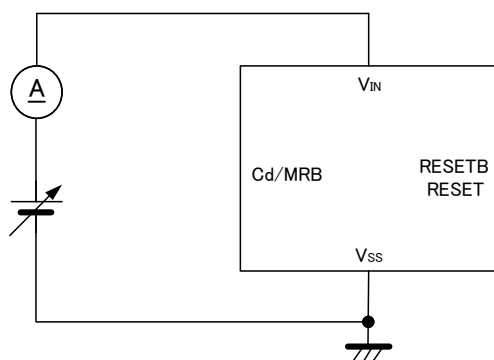 A
VIN
Cd/MRB
RESETB
RESET
VSS